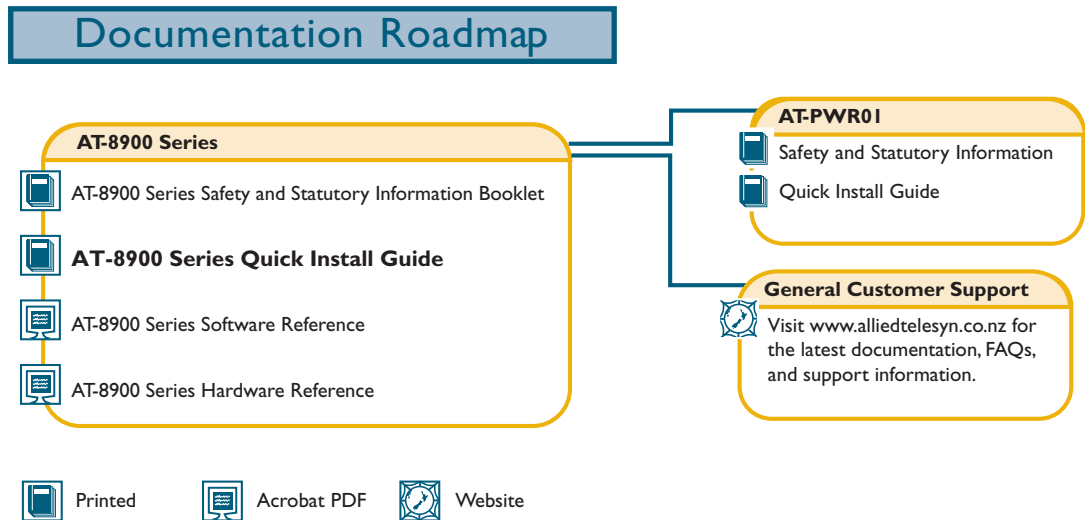 Documentation Roadmap
AT-8900 Series
AT-8900 Series Safety and Statutory Information Booklet
AT-8900 Series Quick Install Guide
AT-8900 Series Software Reference
AT-8900 Series Hardware Reference
AT-PWR01
Safety and Statutory Information
Quick Install Guide
General Customer Support
Visit www.alliedtelesyn.co.nz for
the latest documentation, FAQs,
and support information.
Printed
Acrobat PDF
Website